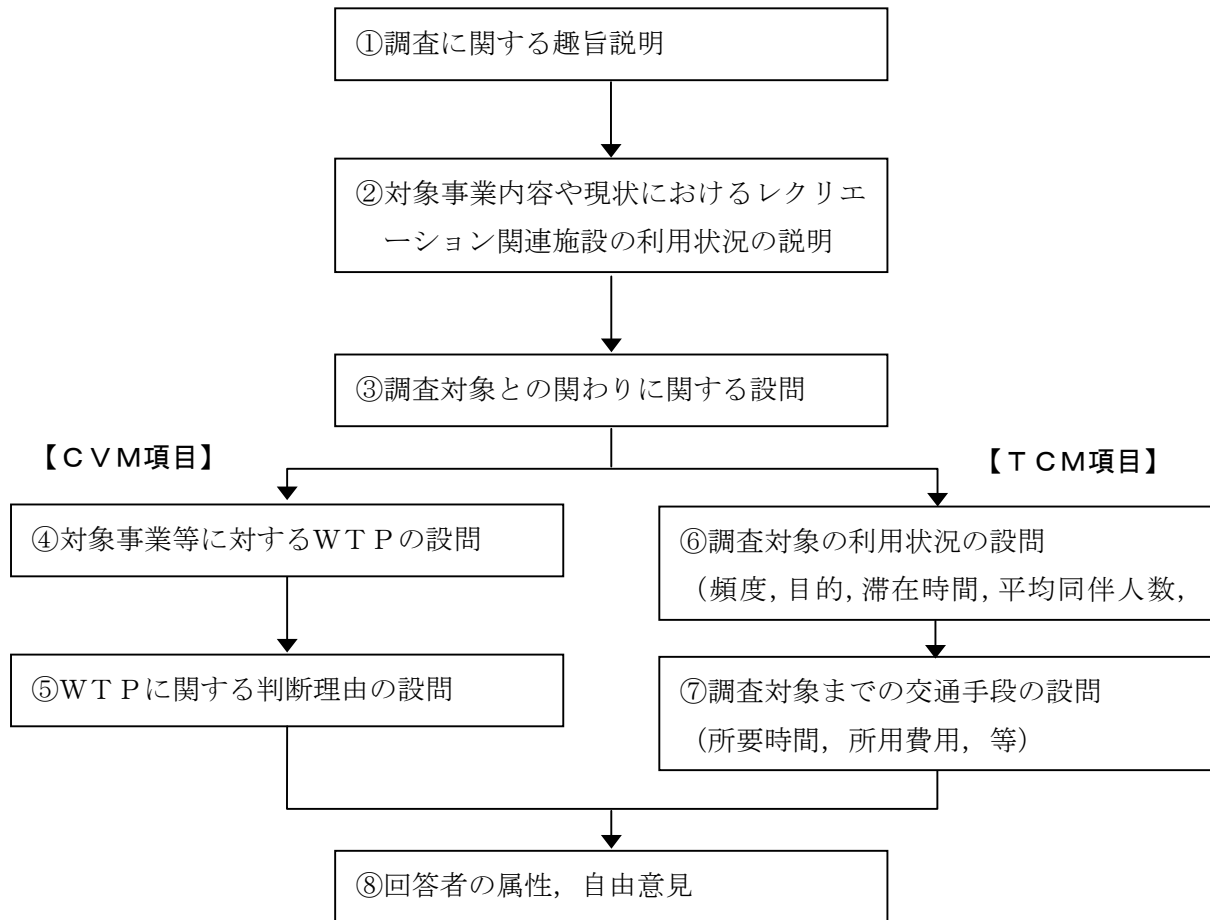 ①調査に関する趣旨説明
②対象事業内容や現状におけるレクリエ
ーション関連施設の利用状況の説明
③調査対象との関わりに関する設問
【ＣＶＭ項目】
【ＴＣＭ項目】
④対象事業等に対するＷＴＰの設問
⑤ＷＴＰに関する判断理由の設問
⑥調査対象の利用状況の設問
（頻度，目的，滞在時間，平均同伴人数，
⑦調査対象までの交通手段の設問
（所要時間，所用費用，等）
⑧回答者の属性，自由意見